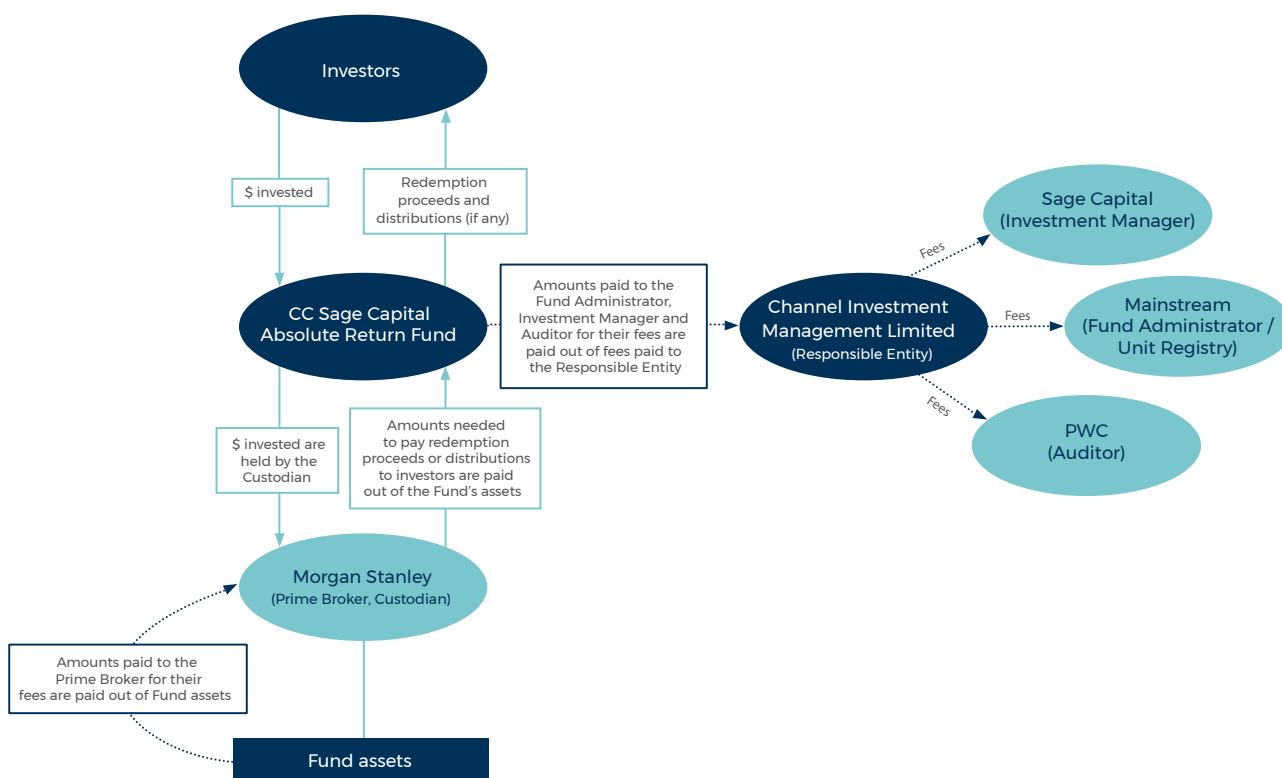 Investors
$ invested
Redemption
proceeds and
distributions (if any)
CC Sage Capital
Absolute Return Fund
Amounts paid to the
Fund Administrator,
Investment Manager and
Auditor for their fees are
paid out of fees paid to
the Responsible Entity
Channel Investment
Management Limited
(Responsible Entity)
Fees
Sage Capital
(Investment Manager)
Fees
Mainstream
(Fund Administrator /
Unit Registry)
Fees
PWC
(Auditor)
$ invested are
held by the
Custodian
Amounts needed
to pay redemption
proceeds or distributions
to investors are paid
out of the Fund's assets
Morgan Stanley
(Prime Broker, Custodian)
Amounts paid to the
Prime Broker for their
fees are paid out of Fund assets
Fund assets